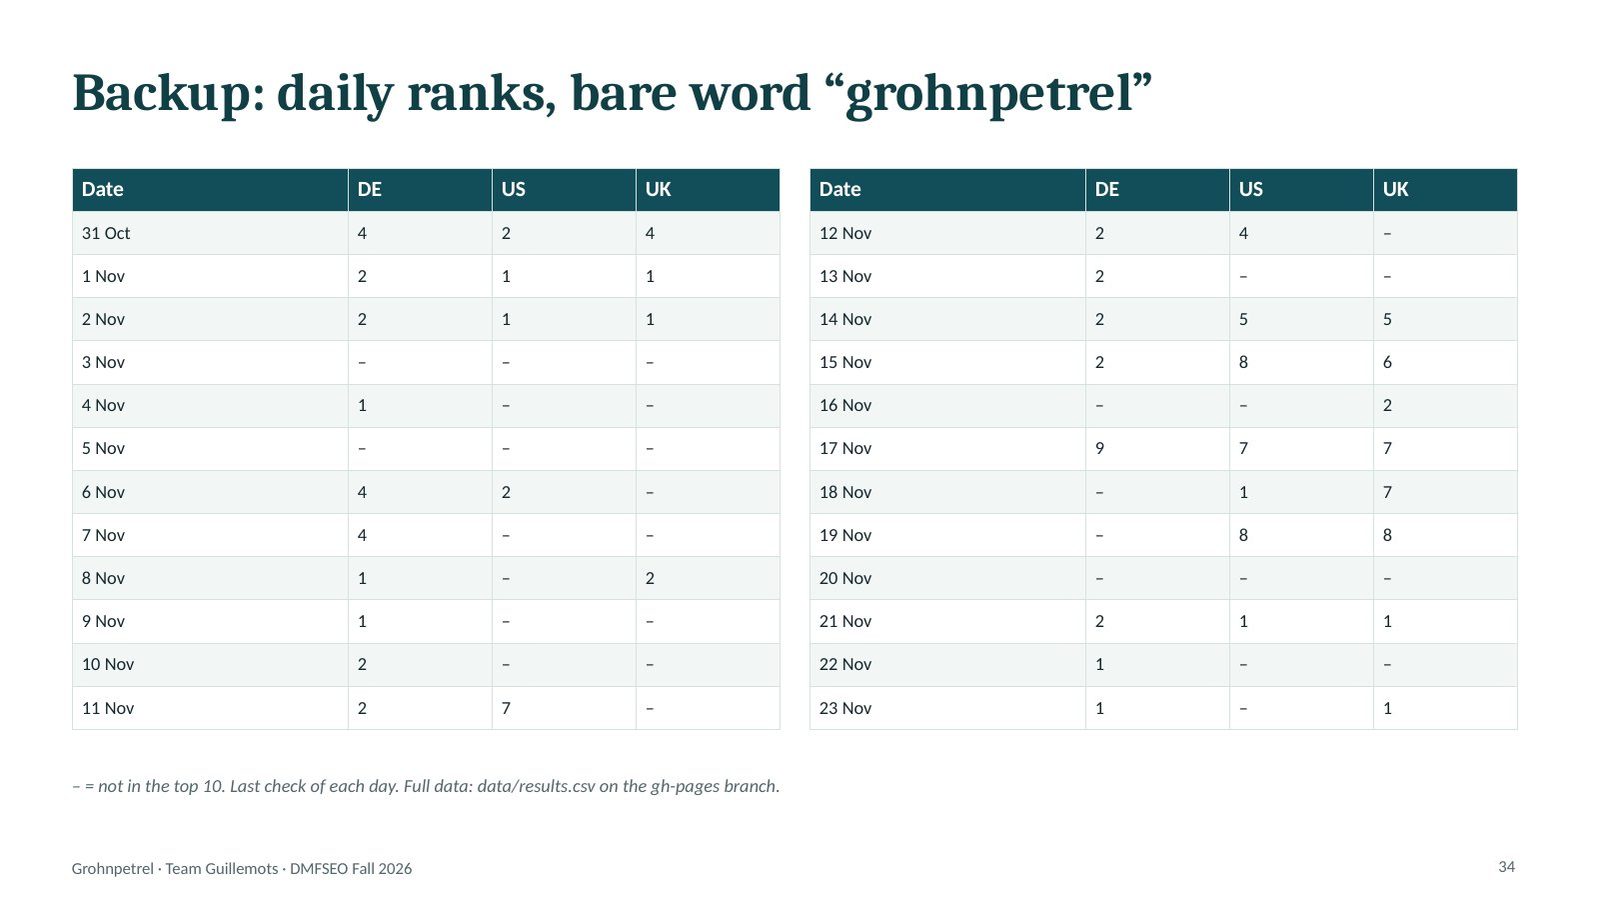 Backup: daily ranks, bare word “grohnpetrel”
Date DE US UK
31 Oct 4 2 4
1 Nov 2 1 1
2 Nov 2 1 1
3 Nov – – –
4 Nov 1 – –
5 Nov – – –
6 Nov 4 2 –
7 Nov 4 – –
8 Nov 1 – 2
9 Nov 1 – –
10 Nov 2 – –
11 Nov 2 7 –
Date DE US UK
12 Nov 2 4 –
13 Nov 2 – –
14 Nov 2 5 5
15 Nov 2 8 6
16 Nov – – 2
17 Nov 9 7 7
18 Nov – 1 7
19 Nov – 8 8
20 Nov – – –
21 Nov 2 1 1
22 Nov 1 – –
23 Nov 1 – 1
– = not in the top 10. Last check of each day. Full data: data/results.csv on the gh-pages branch.
Grohnpetrel · Team Guillemots · DMFSEO Fall 2026
34